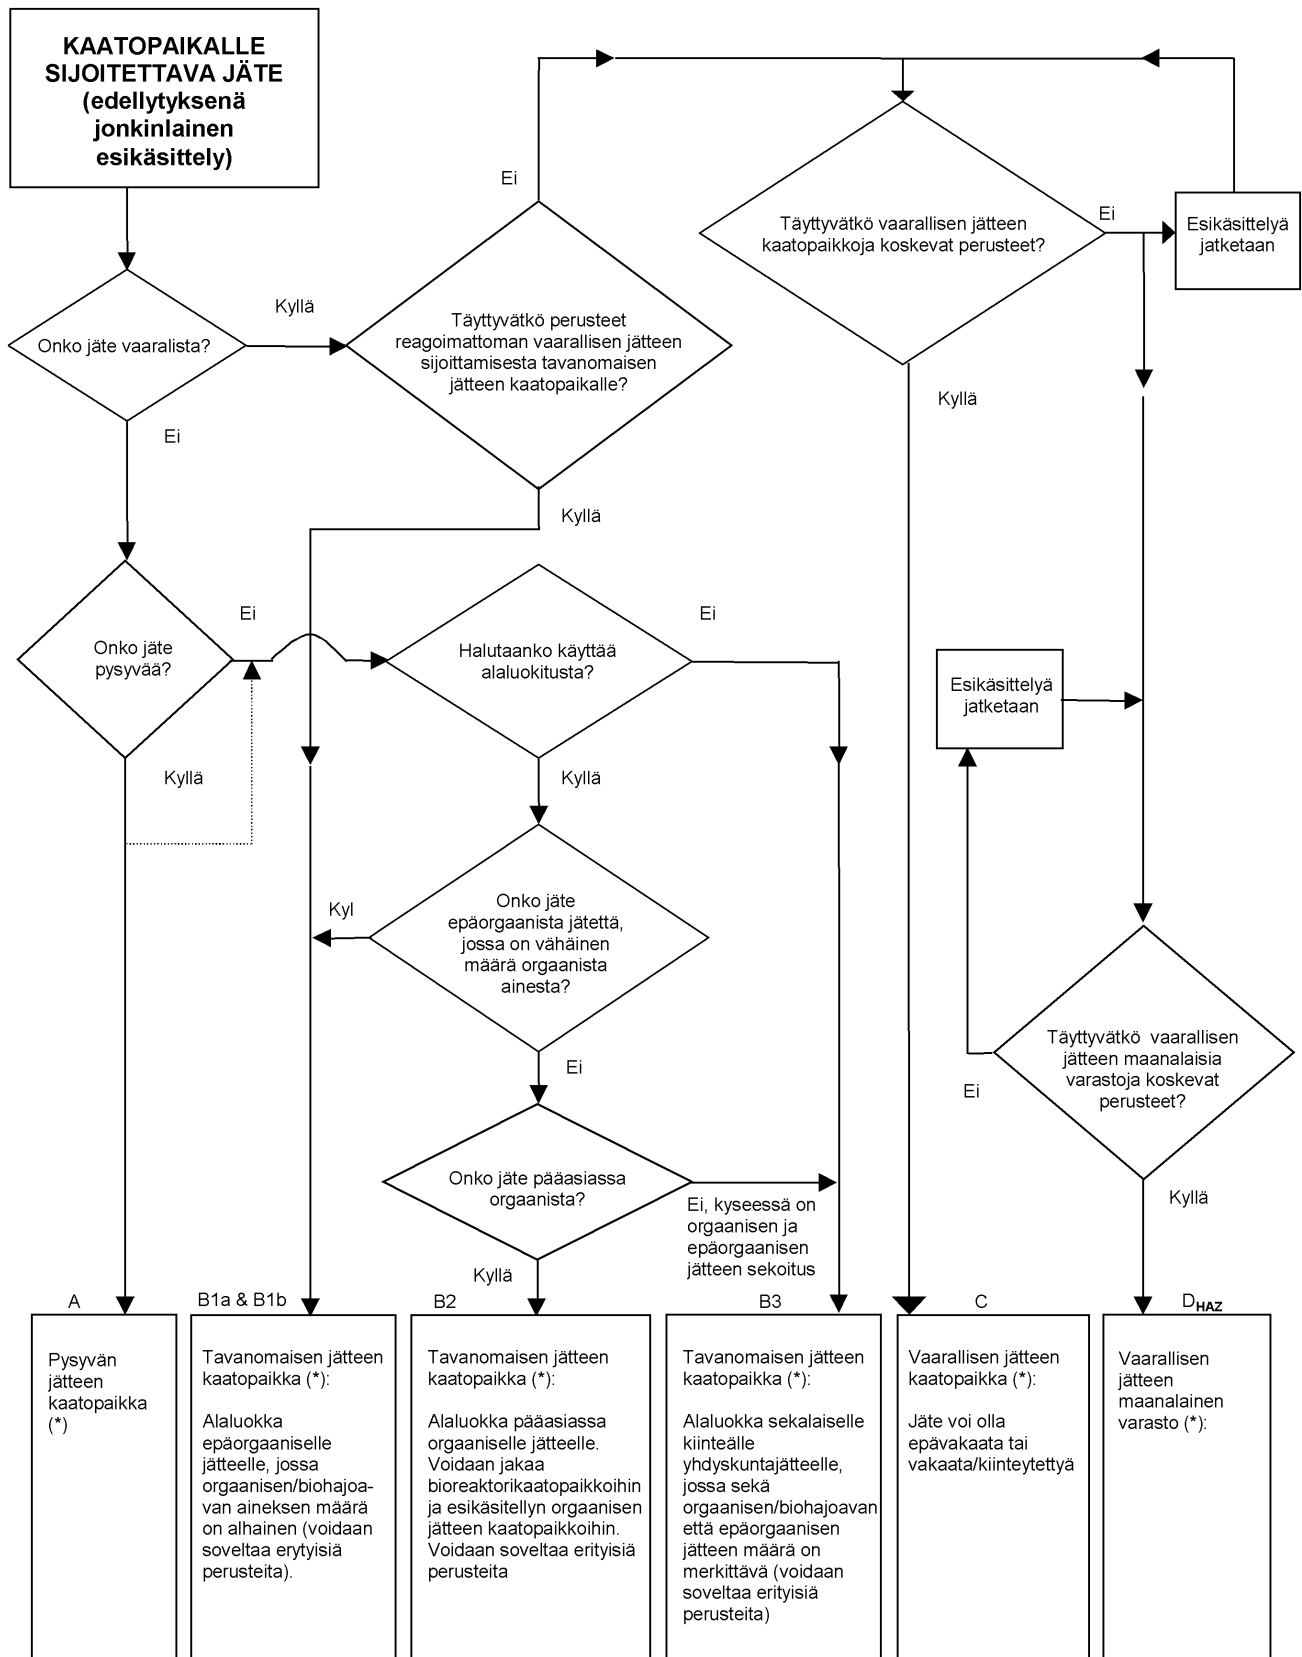 KAATOPAIKALLE
SIJOITETTAVA JÄTE
(edellytyksenä
jonkinlainen
esikäsittely)
Onko jäte vaaralista?
Kyllä
Ei
Täyttyvätkö perusteet
reagoimattoman vaarallisen jätteen
sijoittamisesta tavanomaisen
jätteen kaatopaikalle?
Ei
Kyllä
Täyttyvätkö vaarallisen jätteen
kaatopaikkoja koskevat perusteet?
Ei
Kyllä
Esikäsittelyä
jatketaan
Onko jäte
pysyvää?
Ei
Kyllä
Halutaanko käyttää
alaluokitusta?
Ei
Kyllä
Esikäsittelyä
jatketaan
Onko jäte
epäorgaanista jätettä,
jossa on vähäinen
määrä orgaanista
ainesta?
Kyl
Ei
Täyttyvätkö vaarallisen
jätteen maanalaisia
varastoja koskevat
perusteet?
Ei
Kyllä
Onko jäte pääasiassa
orgaanista?
Ei, kyseessä on
orgaanisen ja
epäorgaanisen
jätteen sekoitus
Kyllä
A
Pysyvän
jätteen
kaatopaikka
(*)
B1a & B1b
Tavanomaisen jätteen
kaatopaikka (*):
Alaluokka
epäorgaaniselle
jätteelle, jossa
orgaanisen/biohajoa-
van aineksen määrä
on alhainen (voidaan
soveltaa erytyisiä
perusteita).
B2
Tavanomaisen jätteen
kaatopaikka (*):
Alaluokka pääasiassa
orgaaniselle jätteelle.
Voidaan jakaa
bioreaktorikaatopaikkoihin
ja esikäsitellyn orgaanisen
jätteen kaatopaikkoihin.
Voidaan soveltaa erityisiä
perusteita
B3
Tavanomaisen jätteen
kaatopaikka (*):
Alaluokka sekalaiselle
kiinteälle
yhdyskuntajätteelle,
jossa sekä
orgaanisen/biohajoavan
että epäorgaanisen
jätteen määrä on
merkittävä (voidaan
soveltaa erityisiä
perusteita)
C
Vaarallisen jätteen
kaatopaikka (*):
Jäte voi olla
epävakaata tai
vakaata/kiinteytettyä
DHAZ
Vaarallisen
jätteen
maanalainen
varasto (*):